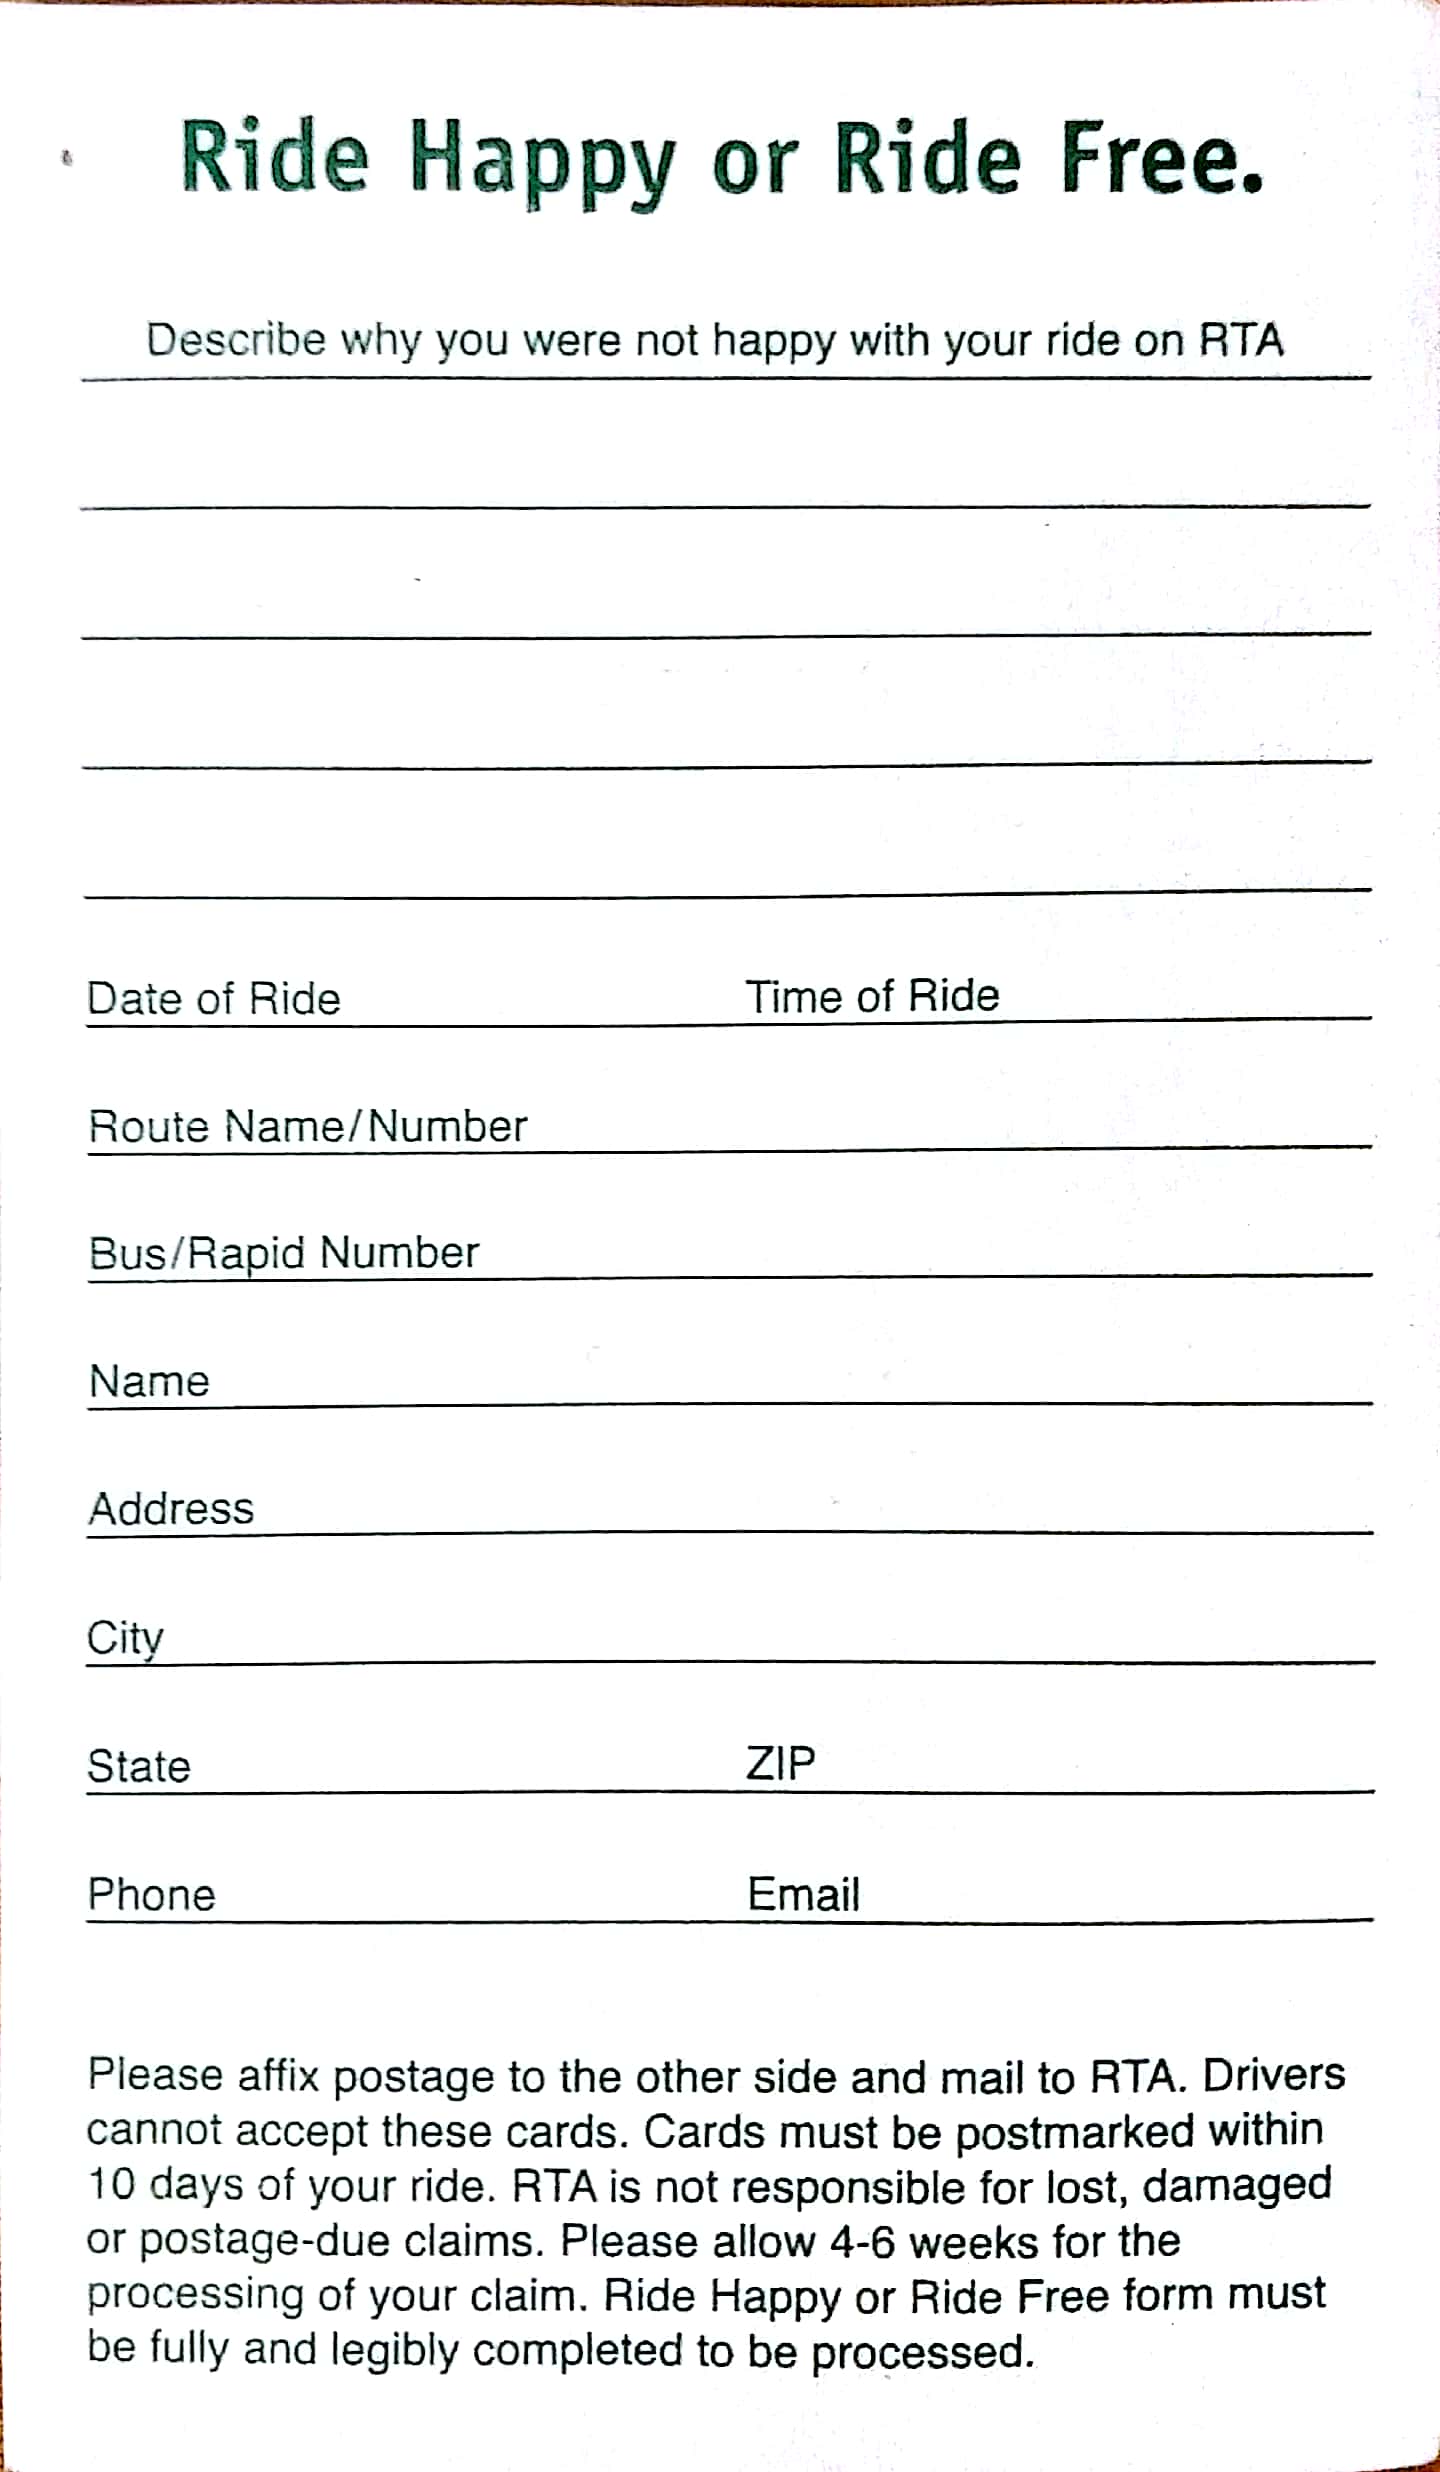 Ride Happy or Ride Free.
Describe why you were not happy with your ride on RTA
Date of Ride Time of Ride
Route Name/Number
Bus/Rapid Number
Name
Address
City
State ZIP
Phone Email
Please affix postage to the other side and mail to RTA. Drivers
cannot accept these cards. Cards must be postmarked within
10 days of your ride. RTA is not responsible for lost, damaged
or postage-due claims. Please allow 4-6 weeks for the
processing of your claim. Ride Happy or Ride Free form must
be fully and legibly completed to be processed.